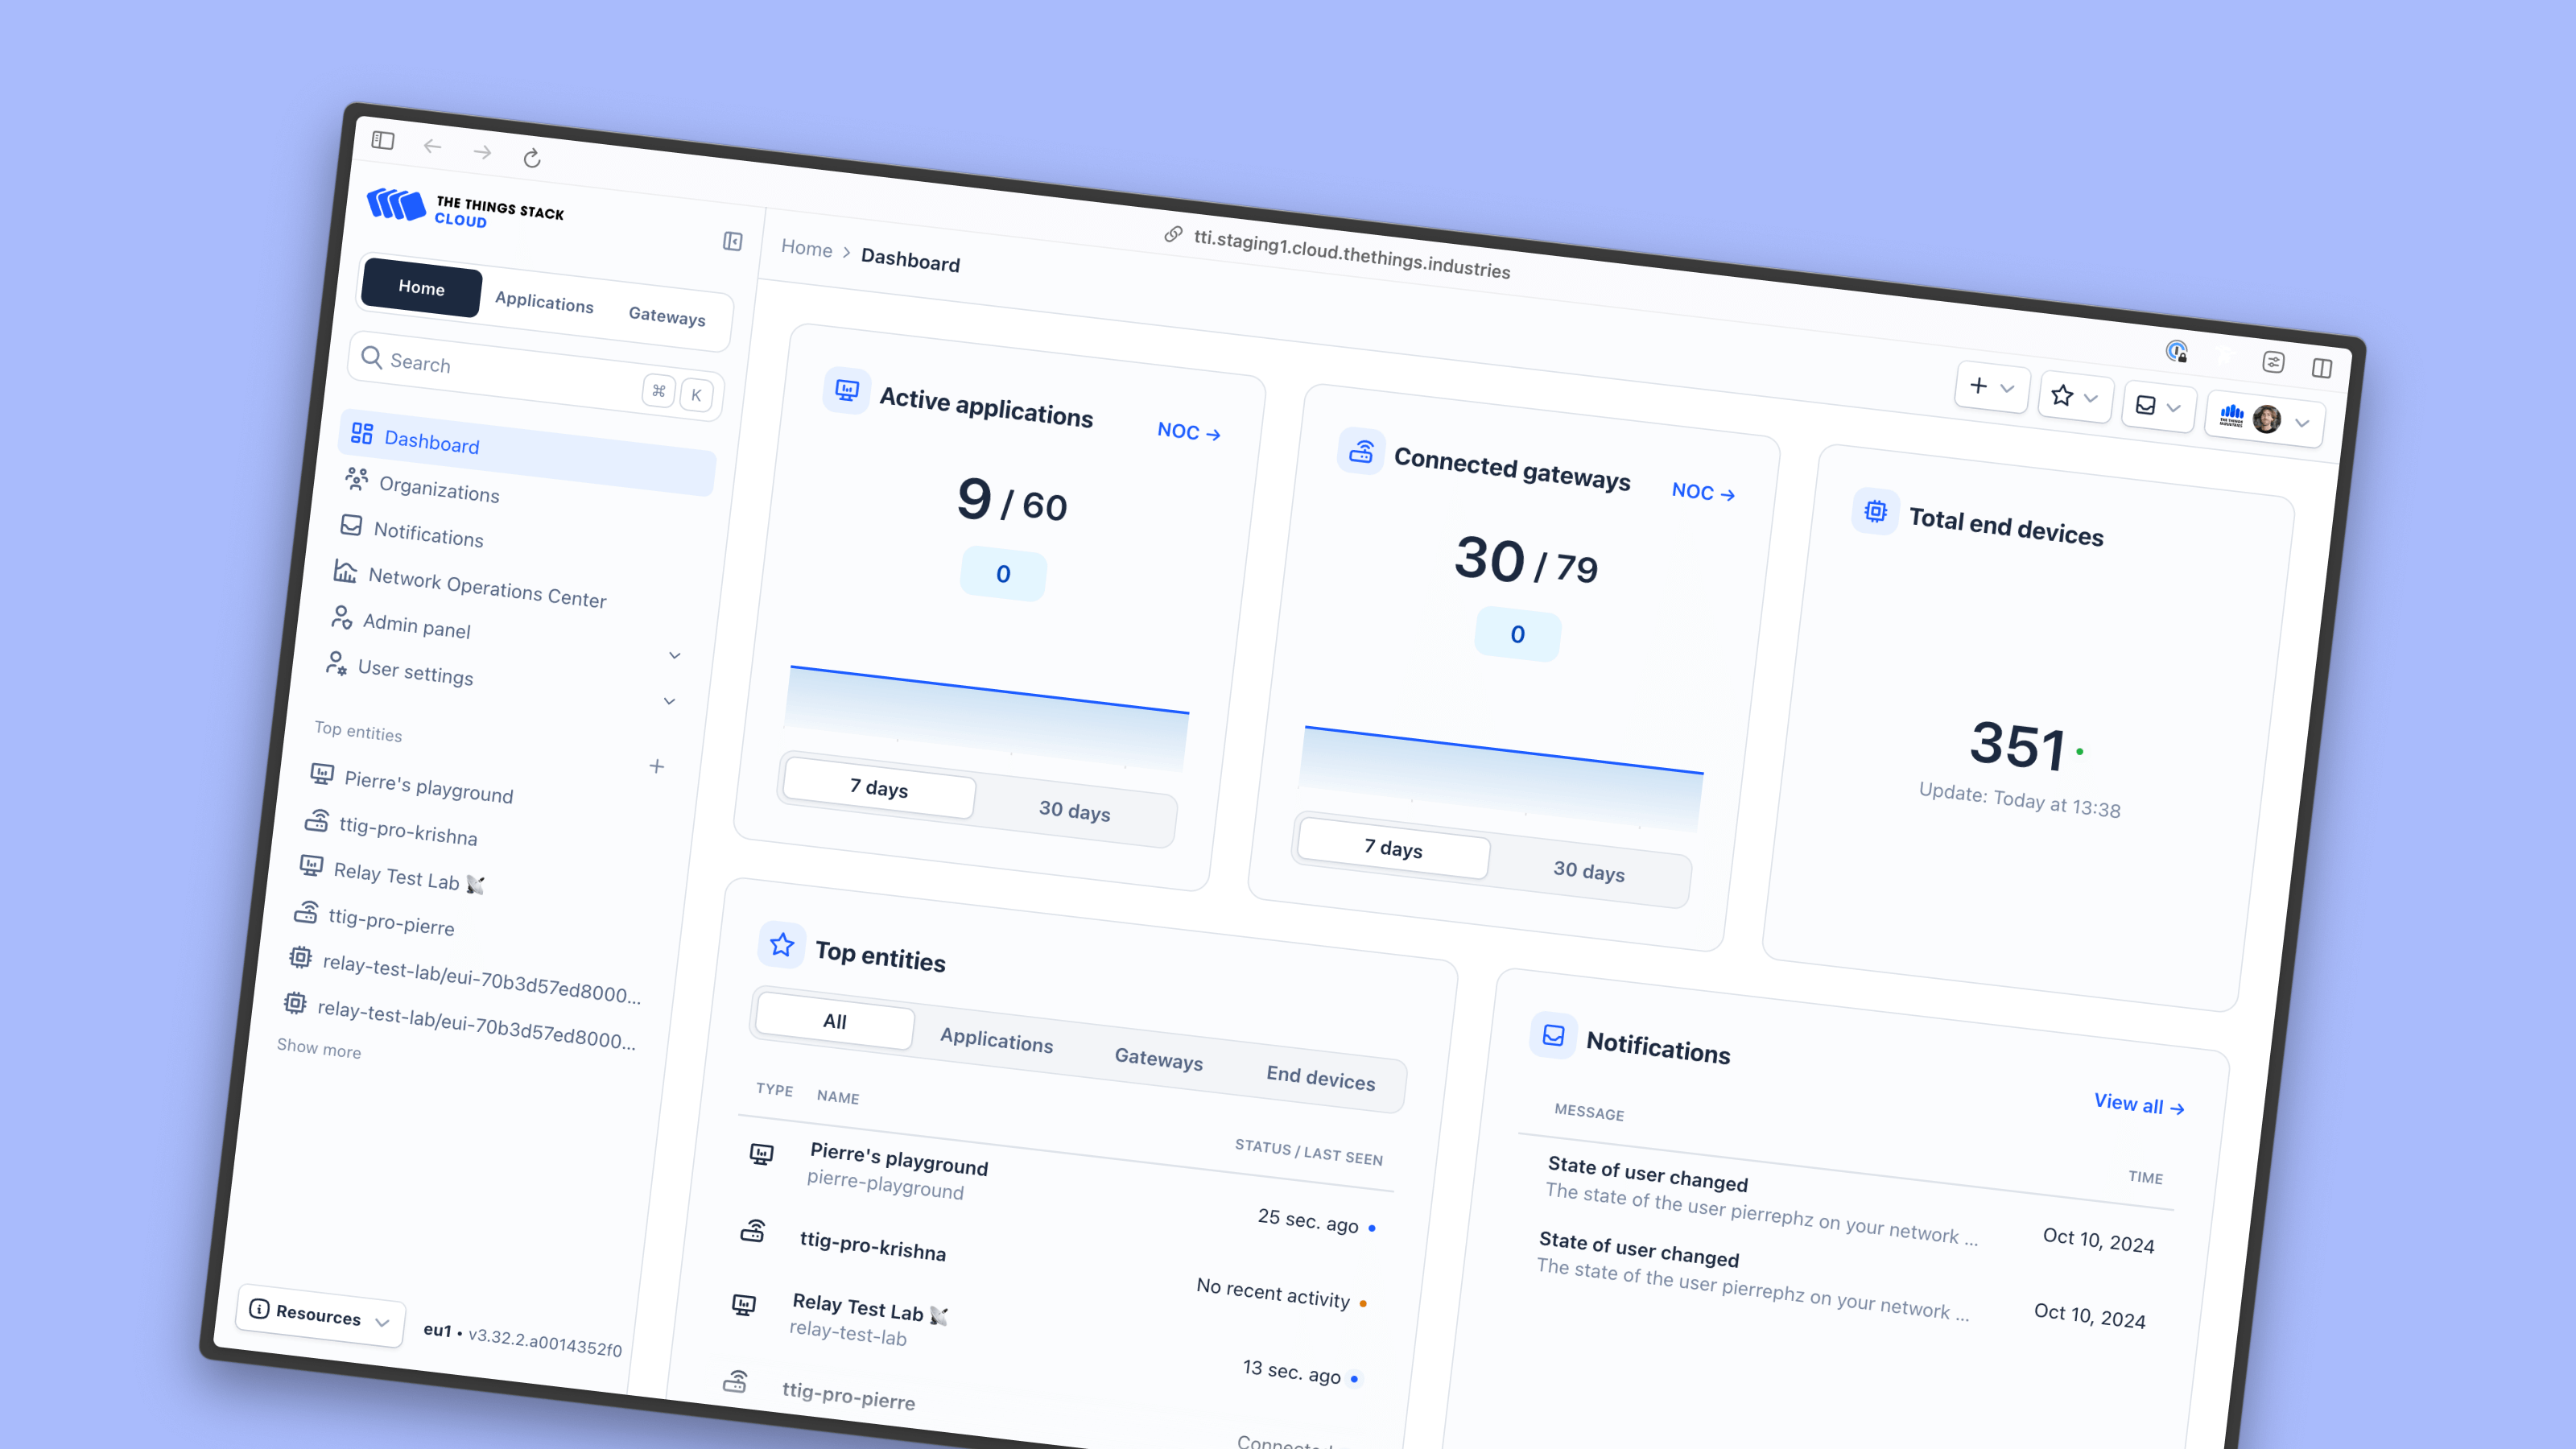 THE THINGS STACK
CLOUD
Home
Applications
Gateways
Search
⌘ K
Dashboard
Organizations
Notifications
Network Operations Center
Admin panel
User settings
Top entities
Pierre's playground
ttig-pro-krishna
Relay Test Lab 📡
ttig-pro-pierre
relay-test-lab/eui-70b3d57ed8000...
relay-test-lab/eui-70b3d57ed8000...
Show more
Resources
eu1 • v3.32.2.a0014352f0
tti.staging1.cloud.thethings.industries
Home > Dashboard
Active applications
NOC →
9 / 60
0
7 days
30 days
Connected gateways
NOC →
30 / 79
0
7 days
30 days
Total end devices
351
Update: Today at 13:38
Top entities
All
Applications
Gateways
End devices
TYPE NAME STATUS / LAST SEEN
Pierre's playground
pierre-playground
25 sec. ago
ttig-pro-krishna
No recent activity
Relay Test Lab 📡
relay-test-lab
13 sec. ago
ttig-pro-pierre
Notifications
View all →
MESSAGE TIME
State of user changed
The state of the user pierrephz on your network ...
Oct 10, 2024
State of user changed
The state of the user pierrephz on your network ...
Oct 10, 2024